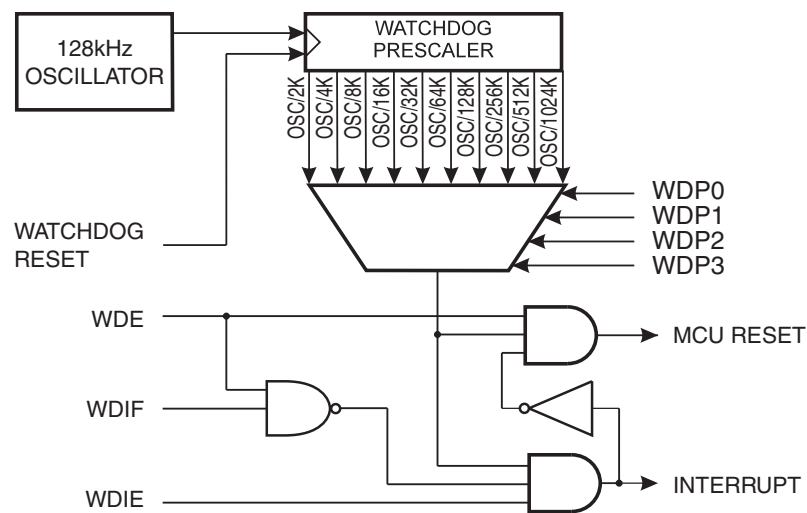 128kHz
OSCILLATOR
WATCHDOG
PRESCALER
OSC/2K
OSC/4K
OSC/8K
OSC/16K
OSC/32K
OSC/64K
OSC/128K
OSC/256K
OSC/512K
OSC/1024K
WATCHDOG
RESET
WDP0
WDP1
WDP2
WDP3
WDE
MCU RESET
WDIF
WDIE
INTERRUPT